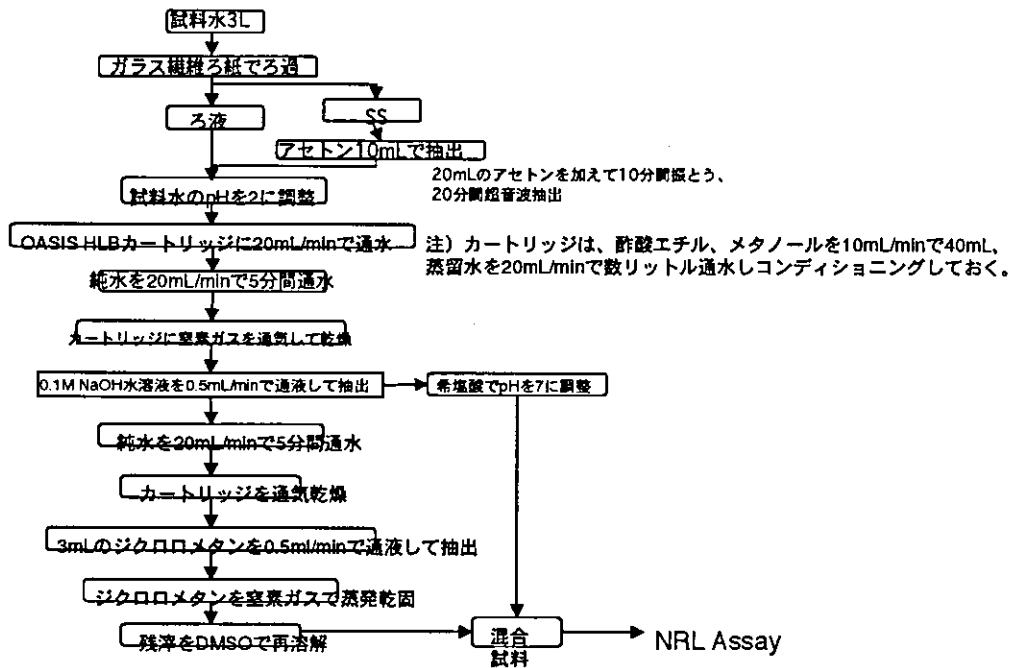 試料水3L
ガラス繊維ろ紙でろ過
ろ液
SS
アセトン10mLで抽出
20mLのアセトンを加えて10分間振とう、
20分間超音波抽出
試料水のpHを2に調整
OASIS HLBカートリッジに20mL/minで通水
注）カートリッジは、酢酸エチル、メタノールを10mL/minで40mL、
蒸留水を20mL/minで数リットル通水しコンディショニングしておく。
純水を20mL/minで5分間通水
カートリッジに窒素ガスを通気して乾燥
0.1M NaOH水溶液を0.5mL/minで通液して抽出
希塩酸でpHを7に調整
純水を20mL/minで5分間通水
カートリッジを通気乾燥
3mLのジクロロメタンを0.5ml/minで通液して抽出
ジクロロメタンを窒素ガスで蒸発乾固
残滓をDMSOで再溶解
混合
試料
NRL Assay